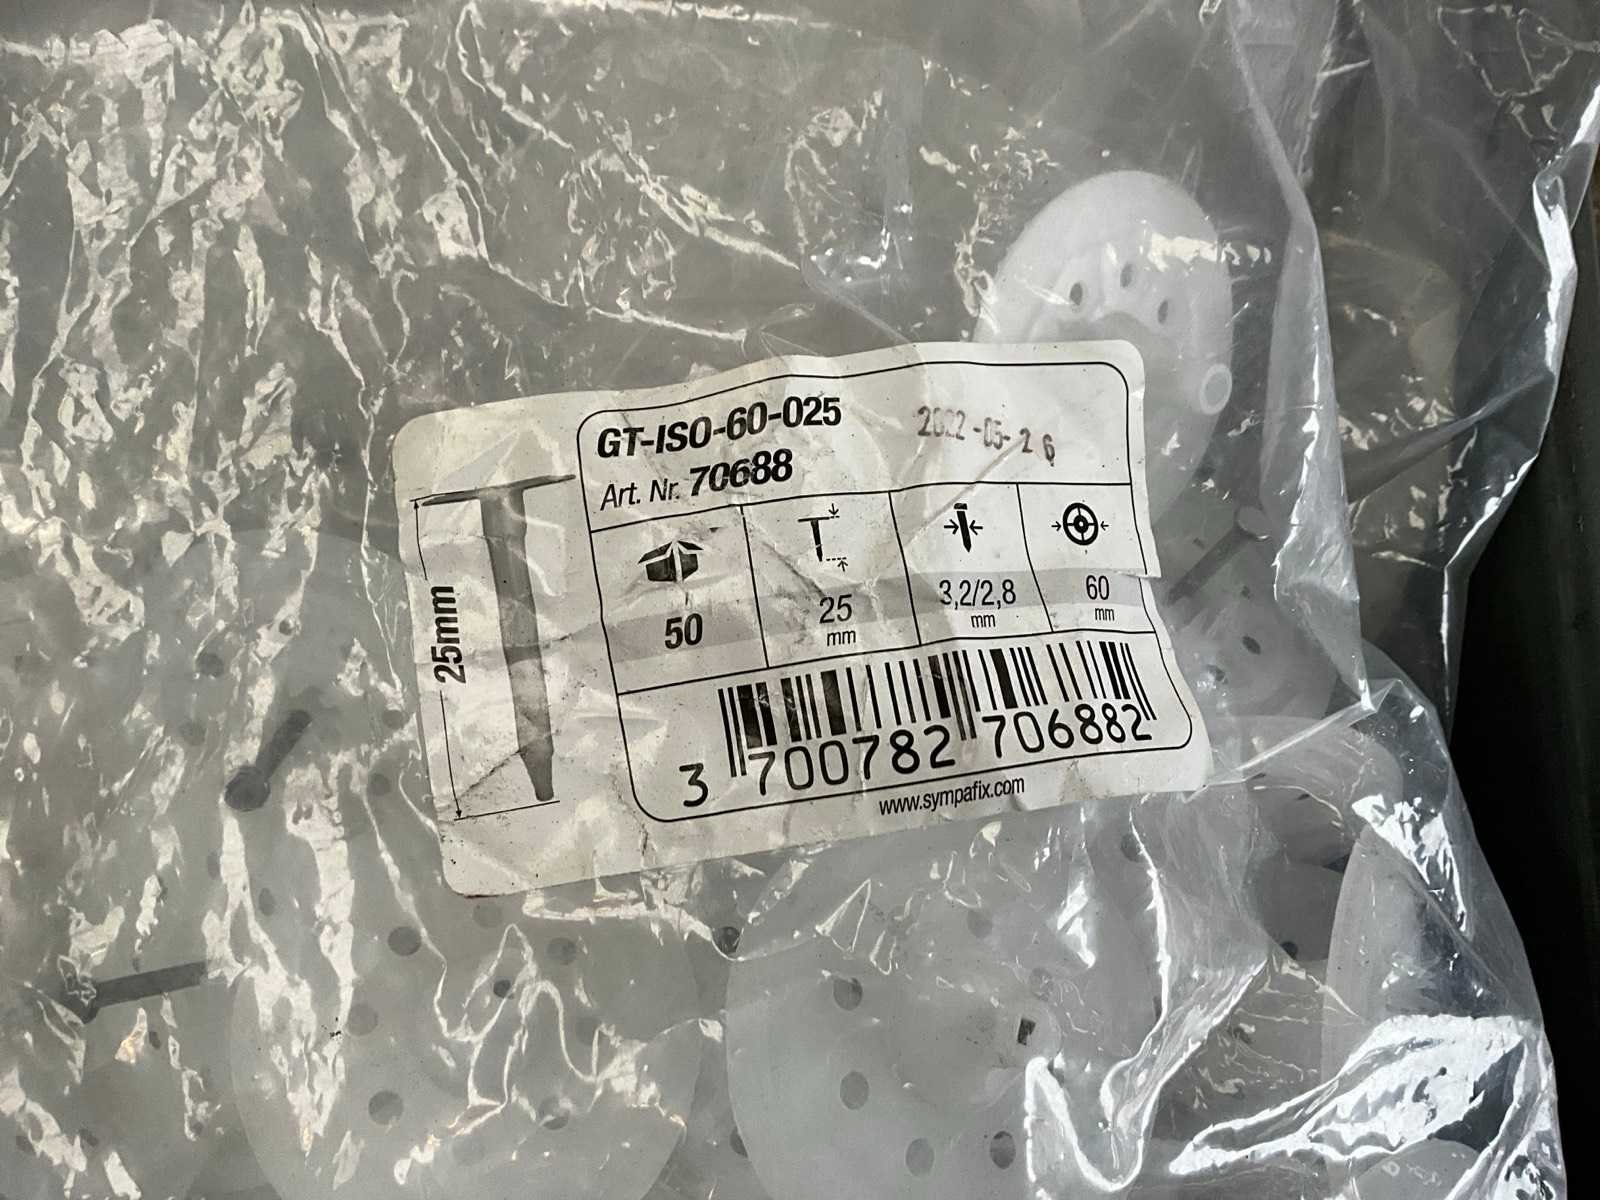 GT-ISO-60-025
2022-05-26
Art. Nr. 70688
25mm
50
25
mm
3,2/2,8
mm
60
mm
3 700782 706882
www.sympafix.com